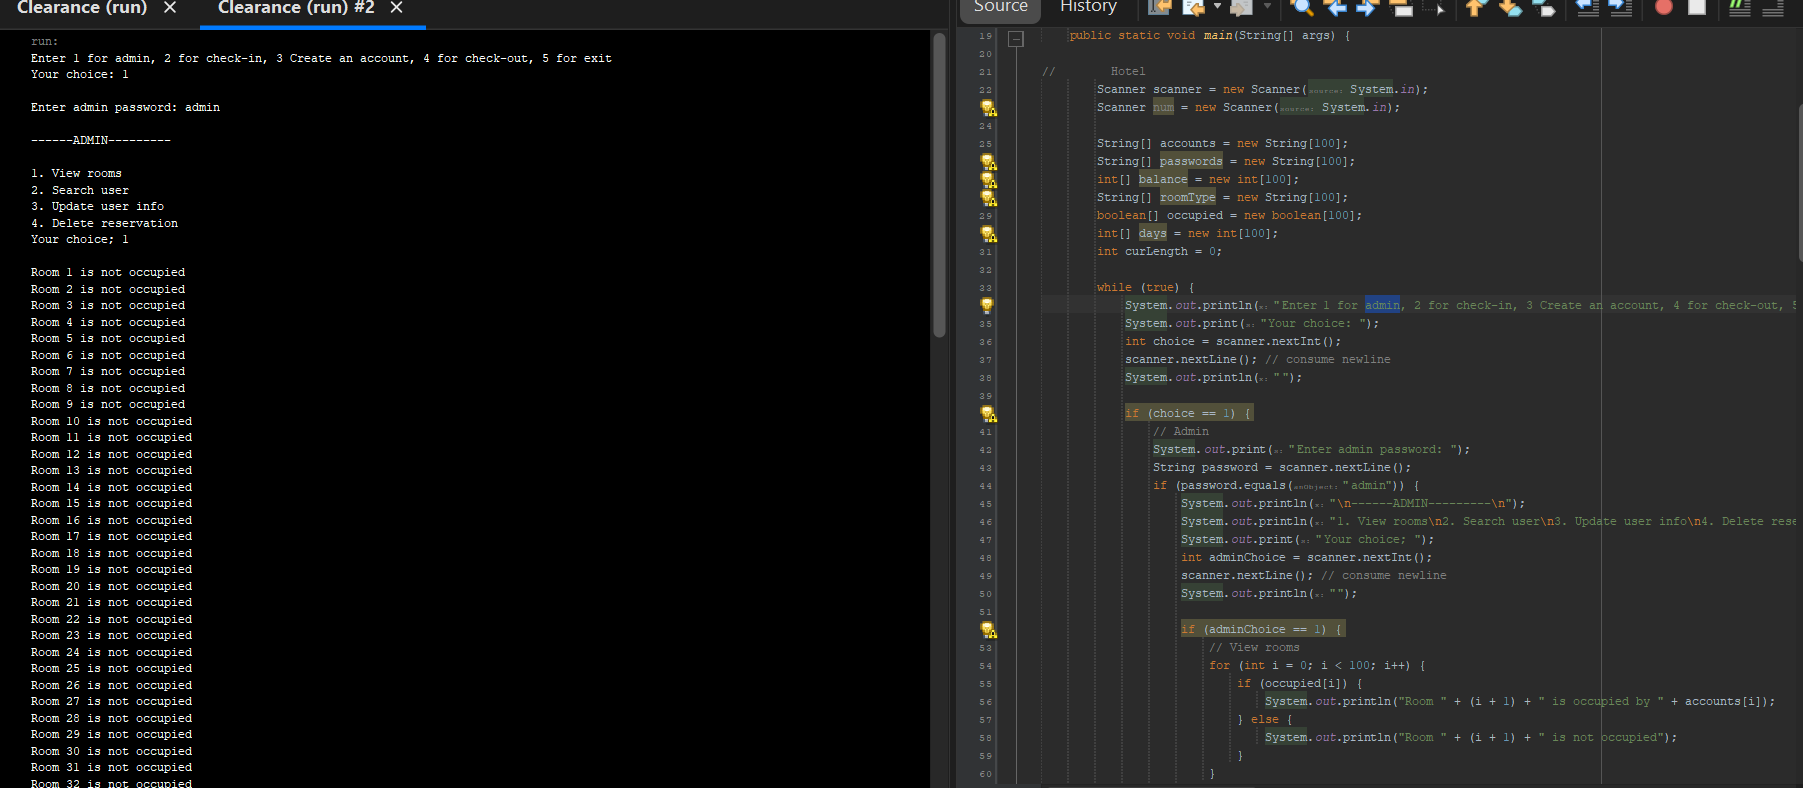 Clearance (run)
Clearance (run) #2
run:
Enter 1 for admin, 2 for check-in, 3 Create an account, 4 for check-out, 5 for exit
Your choice: 1
Enter admin password: admin
------ADMIN---------
1. View rooms
2. Search user
3. Update user info
4. Delete reservation
Your choice; 1
Room 1 is not occupied
Room 2 is not occupied
Room 3 is not occupied
Room 4 is not occupied
Room 5 is not occupied
Room 6 is not occupied
Room 7 is not occupied
Room 8 is not occupied
Room 9 is not occupied
Room 10 is not occupied
Room 11 is not occupied
Room 12 is not occupied
Room 13 is not occupied
Room 14 is not occupied
Room 15 is not occupied
Room 16 is not occupied
Room 17 is not occupied
Room 18 is not occupied
Room 19 is not occupied
Room 20 is not occupied
Room 21 is not occupied
Room 22 is not occupied
Room 23 is not occupied
Room 24 is not occupied
Room 25 is not occupied
Room 26 is not occupied
Room 27 is not occupied
Room 28 is not occupied
Room 29 is not occupied
Room 30 is not occupied
Room 31 is not occupied
Room 32 is not occupied
Source History
19 public static void main(String[] args) {
20
21 // Hotel
22 Scanner scanner = new Scanner(source: System.in);
Scanner num = new Scanner(source: System.in);
24
25 String[] accounts = new String[100];
String[] passwords = new String[100];
int[] balance = new int[100];
String[] roomType = new String[100];
29 boolean[] occupied = new boolean[100];
int[] days = new int[100];
31 int curLength = 0;
32
33 while (true) {
System.out.println(x: "Enter 1 for admin, 2 for check-in, 3 Create an account, 4 for check-out, 5
35 System.out.print(s: "Your choice: ");
36 int choice = scanner.nextInt();
37 scanner.nextLine(); // consume newline
38 System.out.println(x: "");
39
if (choice == 1) {
41 // Admin
42 System.out.print(s: "Enter admin password: ");
43 String password = scanner.nextLine();
44 if (password.equals(anObject: "admin")) {
45 System.out.println(x: "\n------ADMIN---------\n");
46 System.out.println(x: "1. View rooms\n2. Search user\n3. Update user info\n4. Delete rese
47 System.out.print(s: "Your choice; ");
48 int adminChoice = scanner.nextInt();
49 scanner.nextLine(); // consume newline
50 System.out.println(x: "");
51
if (adminChoice == 1) {
53 // View rooms
54 for (int i = 0; i < 100; i++) {
55 if (occupied[i]) {
56 System.out.println("Room " + (i + 1) + " is occupied by " + accounts[i]);
57 } else {
58 System.out.println("Room " + (i + 1) + " is not occupied");
59 }
60 }